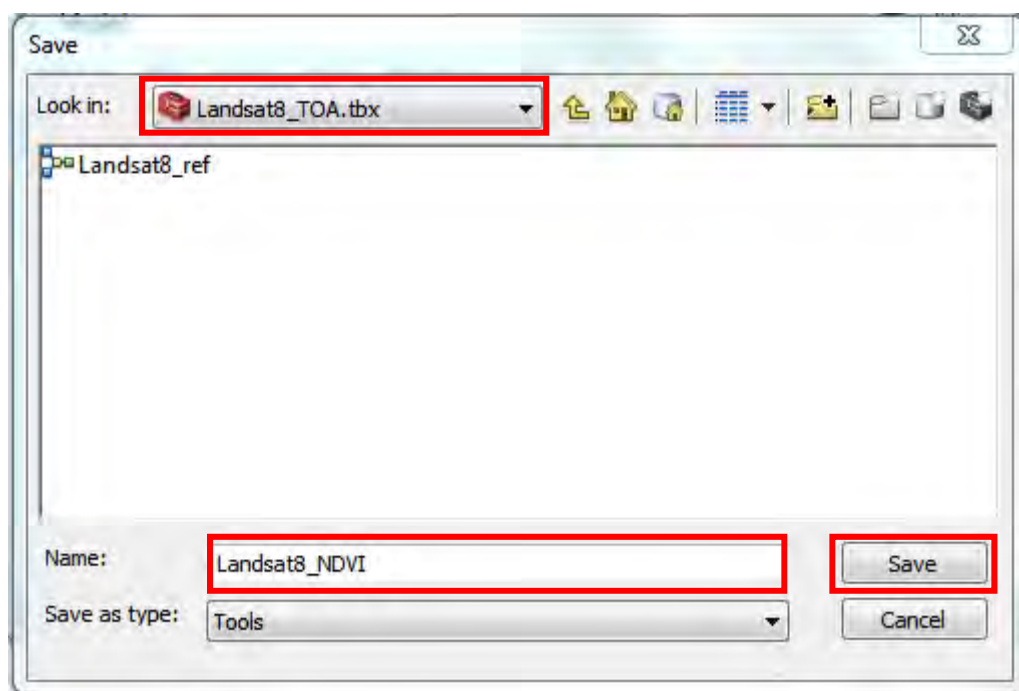 Save
Look in: Landsat8_TOA.tbx
Landsat8_ref
Name: Landsat8_NDVI Save
Save as type: Tools Cancel